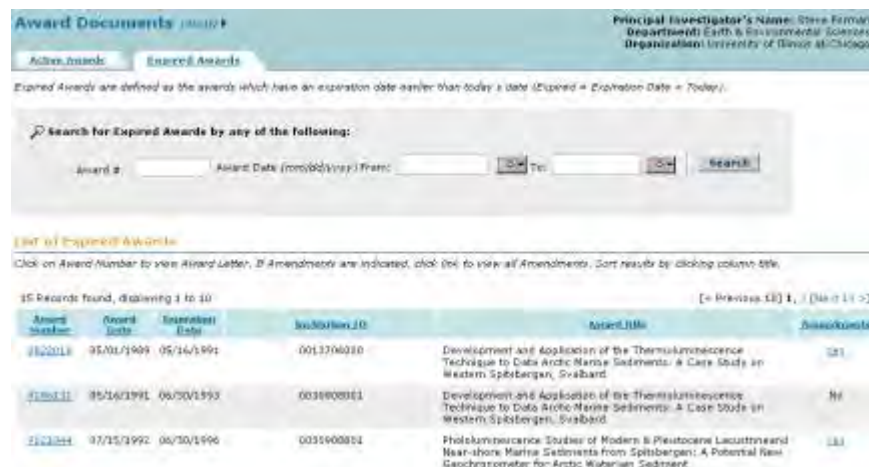 Award Documents
Principal Investigator's Name: Steve Forman
Department: Earth & Environmental Sciences
Organization: University of Illinois at Chicago
Active Awards Expired Awards
Expired Awards are defined as the awards which have an expiration date earlier than today's date (Expired = Expiration Date < Today).
Search for Expired Awards by any of the following:
Award # Award Date (mm/dd/yyyy) From: To: Search
List of Expired Awards
Click on Award Number to view Award Letter. If Amendments are indicated, click link to view all Amendments. Sort results by clicking column title.
15 Records found, displaying 1 to 10 [< Previous 10] 1,
Award Number Award Date Expiration Date Institution ID Award Title Amendments
05/01/1989 05/16/1991 Development and Application of the Thermoluminescence
Technique to Date Arctic Marine Sediments: A Case Study on
Western Spitsbergen, Svalbard
05/16/1991 06/30/1993 Development and Application of the Thermoluminescence No
Technique to Date Arctic Marine Sediments: A Case Study on
Western Spitsbergen, Svalbard
07/15/1992 06/30/1996 Photoluminescence Studies of Modern & Pleistocene
Near-shore Marine Sediments from Spitsbergen: A Potential New
Geochronometer for Arctic Sediment